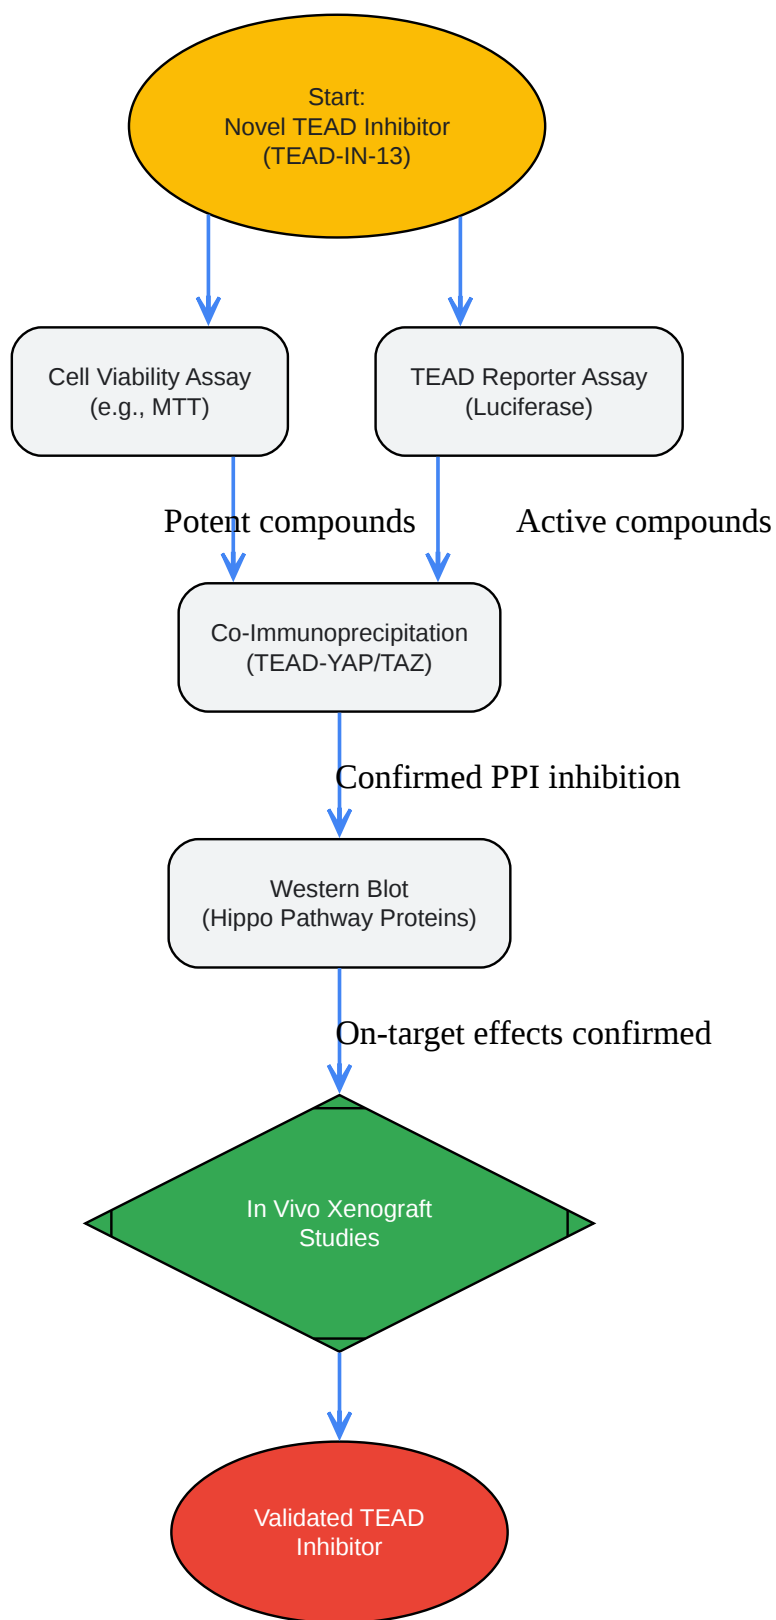 Start:
Novel TEAD Inhibitor
(TEAD-IN-13)
Cell Viability Assay
(e.g., MTT)
TEAD Reporter Assay
(Luciferase)
Potent compounds
Active compounds
Co-Immunoprecipitation
(TEAD-YAP/TAZ)
Confirmed PPI inhibition
Western Blot
(Hippo Pathway Proteins)
On-target effects confirmed
In Vivo Xenograft
Studies
Validated TEAD
Inhibitor